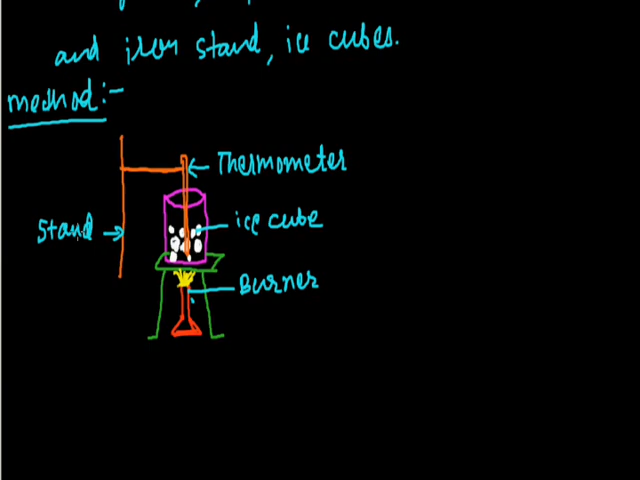 and iron stand, ice cubes.
method:-
Thermometer
ice cube
Stand
Burner